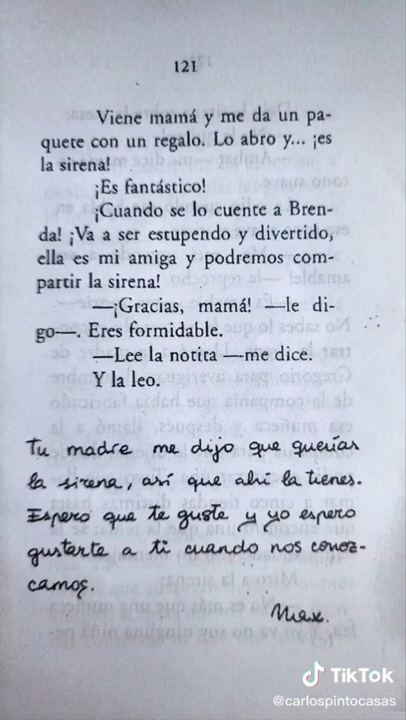 121
Viene mamá y me da un pa-
quete con un regalo. Lo abro y... ¡es
la sirena!
¡Es fantástico!
¡Cuando se lo cuente a Bren-
da! ¡Va a ser estupendo y divertido,
ella es mi amiga y podremos com-
partir la sirena!
—¡Gracias, mamá! —le di-
go—. Eres formidable.
—Lee la notita —me dice.
Y la leo.
Tu madre me dijo que querías
la sirena, así que ahí la tienes.
Espero que te guste y yo espero
gustarte a ti cuando nos conoz-
camos.
Max.
TikTok
@carlospintocasas